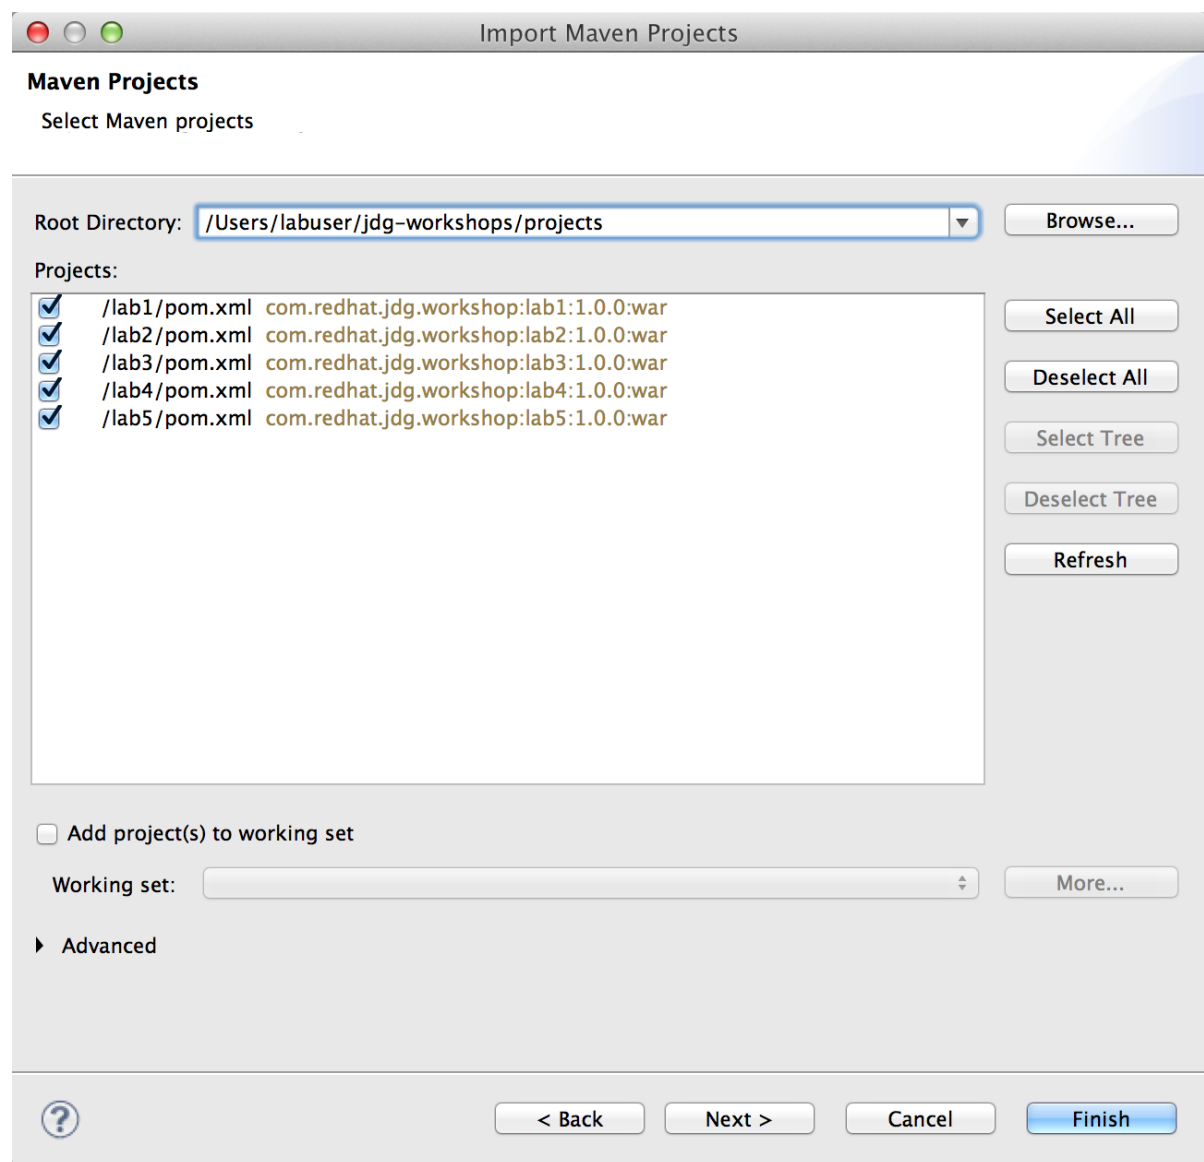 Import Maven Projects
Maven Projects
Select Maven projects
Root Directory: /Users/labuser/jdg-workshops/projects Browse...
Projects:
/lab1/pom.xml com.redhat.jdg.workshop:lab1:1.0.0:war
/lab2/pom.xml com.redhat.jdg.workshop:lab2:1.0.0:war
/lab3/pom.xml com.redhat.jdg.workshop:lab3:1.0.0:war
/lab4/pom.xml com.redhat.jdg.workshop:lab4:1.0.0:war
/lab5/pom.xml com.redhat.jdg.workshop:lab5:1.0.0:war
Select All
Deselect All
Select Tree
Deselect Tree
Refresh
Add project(s) to working set
Working set: More...
Advanced
? < Back Next > Cancel Finish